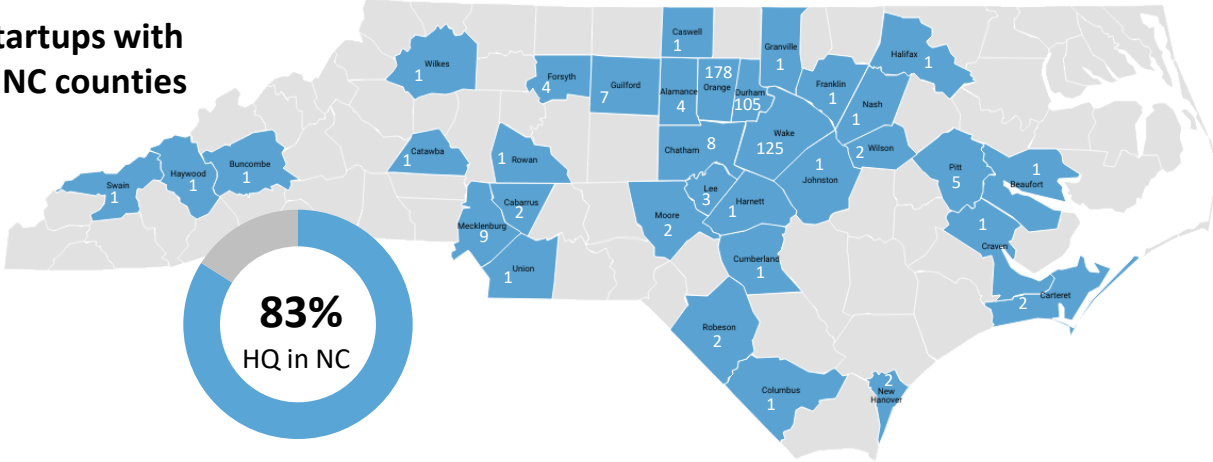 tartups with
NC counties
Caswell
1
Granville
1
Halifax
1
Wilkes
1
Forsyth
4
Guilford
7
Alamance
4
178
Orange
Durham
105
Franklin
1
Nash
1
Wake
125
Wilson
2
Chatham 8
1
Johnston
Catawba
1
1 Rowan
Buncombe
1
Haywood
1
Swain
1
Lee
3
Harnett
1
Pitt
5
1
Beaufort
Cabarrus
2
Mecklenburg
9
Moore
2
1
Craven
Union
1
Cumberland
1
Carteret
2
83%
HQ in NC
Robeson
2
Columbus
1
2
New
Hanover